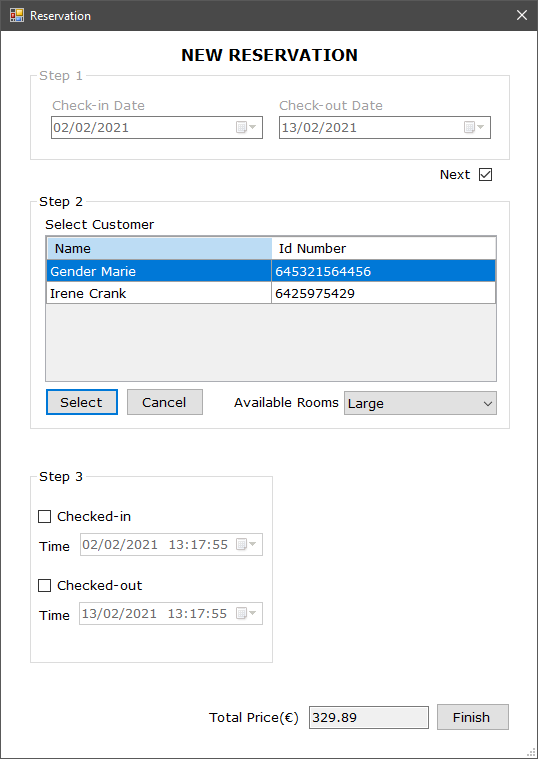 Reservation
NEW RESERVATION
Step 1
Check-in Date Check-out Date
02/02/2021 13/02/2021
Next
Step 2
Select Customer
Name Id Number
Gender Marie 645321564456
Irene Crank 6425975429
Select Cancel Available Rooms Large
Step 3
Checked-in
Time 02/02/2021 13:17:55
Checked-out
Time 13/02/2021 13:17:55
Total Price(€) 329.89 Finish